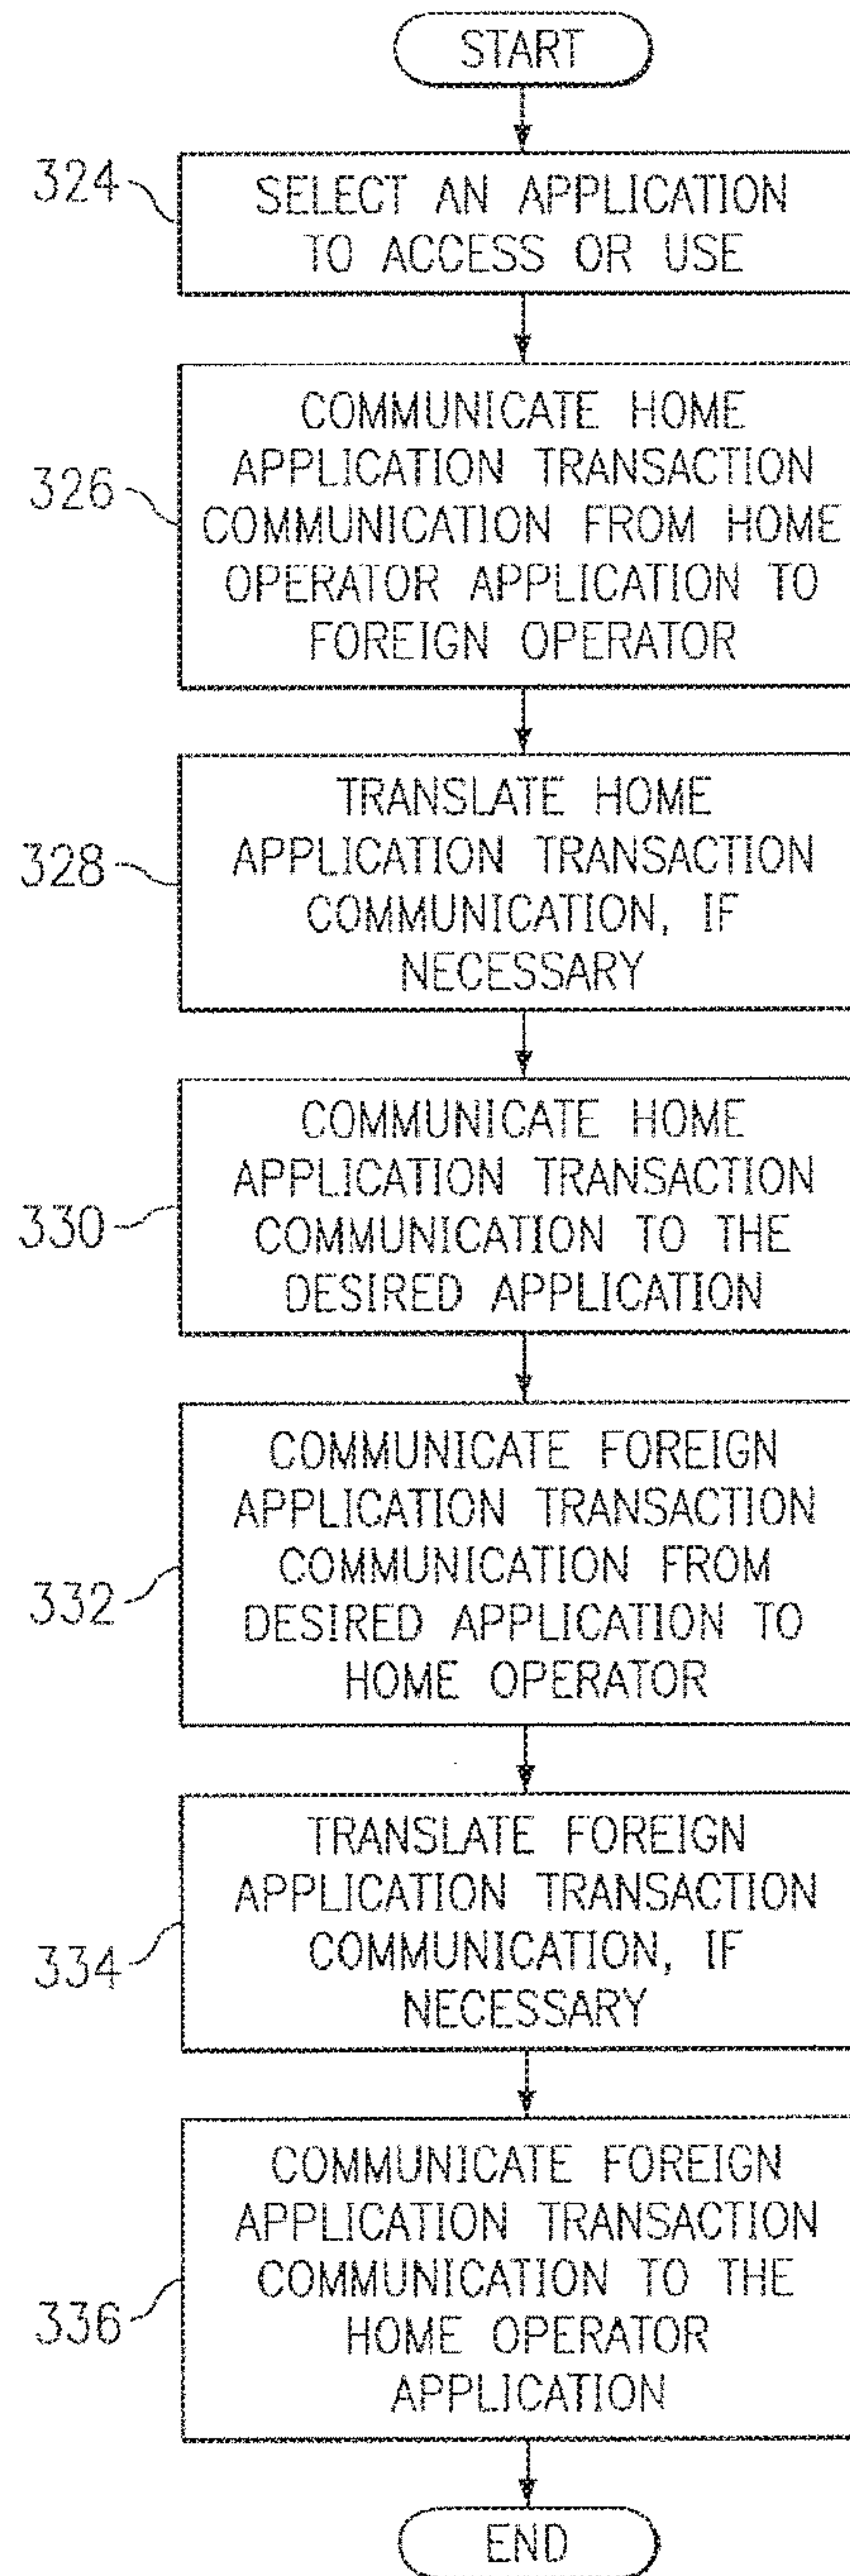 START
324
SELECT AN APPLICATION
TO ACCESS OR USE
326
COMMUNICATE HOME
APPLICATION TRANSACTION
COMMUNICATION FROM HOME
OPERATOR APPLICATION TO
FOREIGN OPERATOR
328
TRANSLATE HOME
APPLICATION TRANSACTION
COMMUNICATION, IF
NECESSARY
330
COMMUNICATE HOME
APPLICATION TRANSACTION
COMMUNICATION TO THE
DESIRED APPLICATION
332
COMMUNICATE FOREIGN
APPLICATION TRANSACTION
COMMUNICATION FROM
DESIRED APPLICATION TO
HOME OPERATOR
334
TRANSLATE FOREIGN
APPLICATION TRANSACTION
COMMUNICATION, IF
NECESSARY
336
COMMUNICATE FOREIGN
APPLICATION TRANSACTION
COMMUNICATION TO THE
HOME OPERATOR
APPLICATION
END